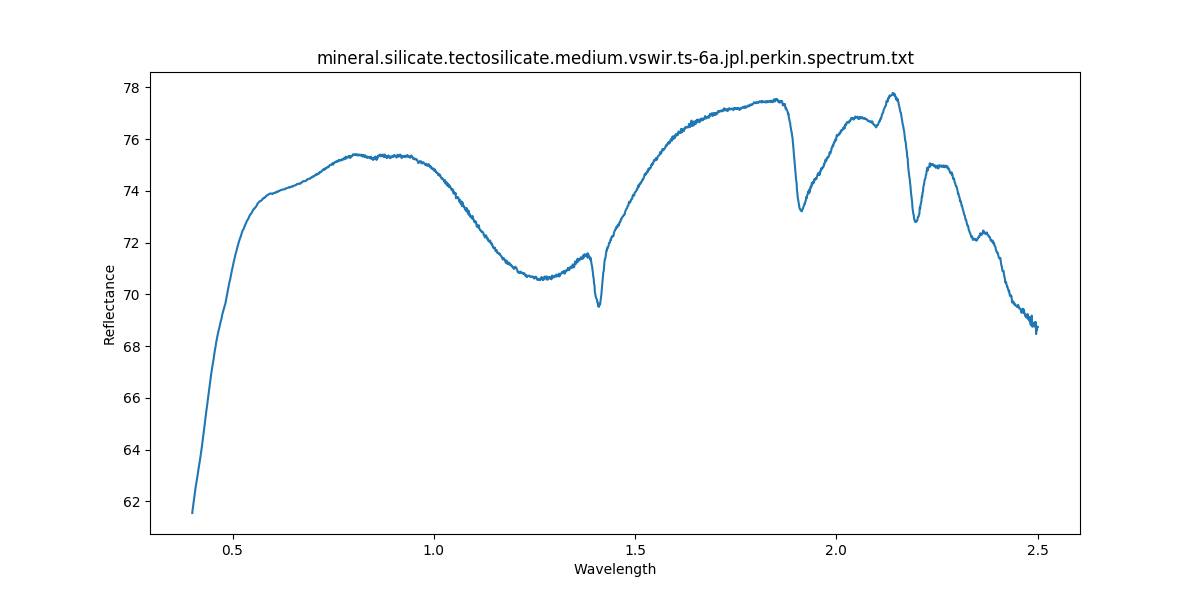 mineral.silicate.tectosilicate.medium.vswir.ts-6a.jpl.perkin.spectrum.txt
78
76
74
72
70
68
66
64
62
Reflectance
0.5 1.0 1.5 2.0 2.5
Wavelength